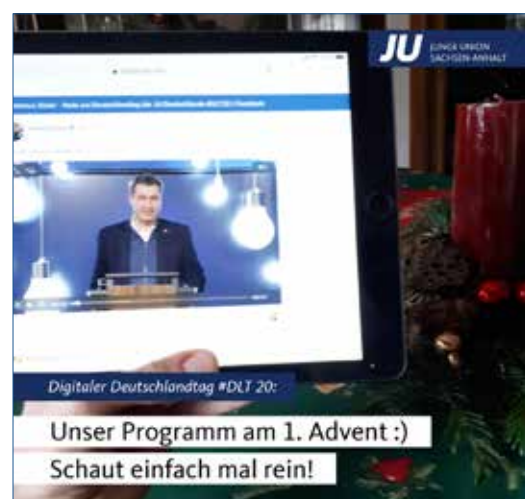 JU JUNGE UNION
SACHSEN-ANHALT
Digitaler Deutschlandtag #DLT 20:
Unser Programm am 1. Advent :)
Schaut einfach mal rein!